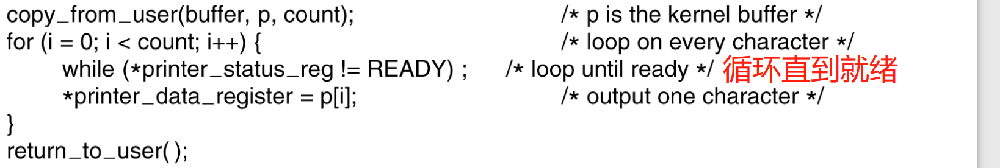 copy_from_user(buffer, p, count); /* p is the kernel buffer */
for (i = 0; i < count; i++) { /* loop on every character */
while (*printer_status_reg != READY) ; /* loop until ready */ 循环直到就绪
*printer_data_register = p[i]; /* output one character */
}
return_to_user( );